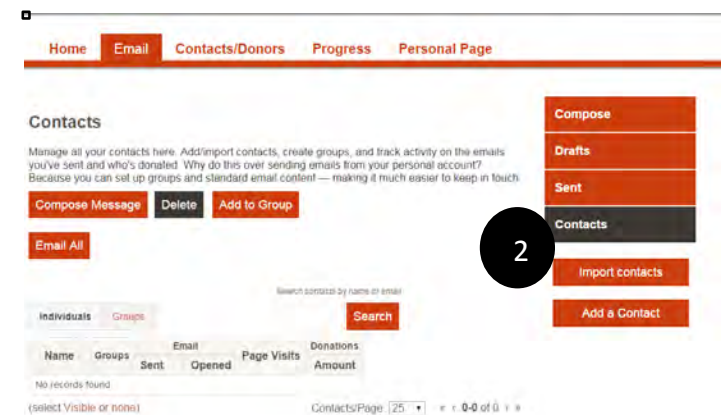 Home Email Contacts/Donors Progress Personal Page
Contacts
Manage all your contacts here. Add/import contacts, create groups, and track activity on the emails
you've sent and who's donated. Why do this over sending emails from your personal account?
Because you can set up groups and standard email content — making it much easier to keep in touch
Compose Message Delete Add to Group
Email All
Search contacts by name or email
Individuals Groups Search
Email Donations
Name Groups Page Visits
Sent Opened Amount
No records found
(select Visible or none) Contacts/Page 25 0-0 of 0
Compose
Drafts
Sent
Contacts
2
Import contacts
Add a Contact